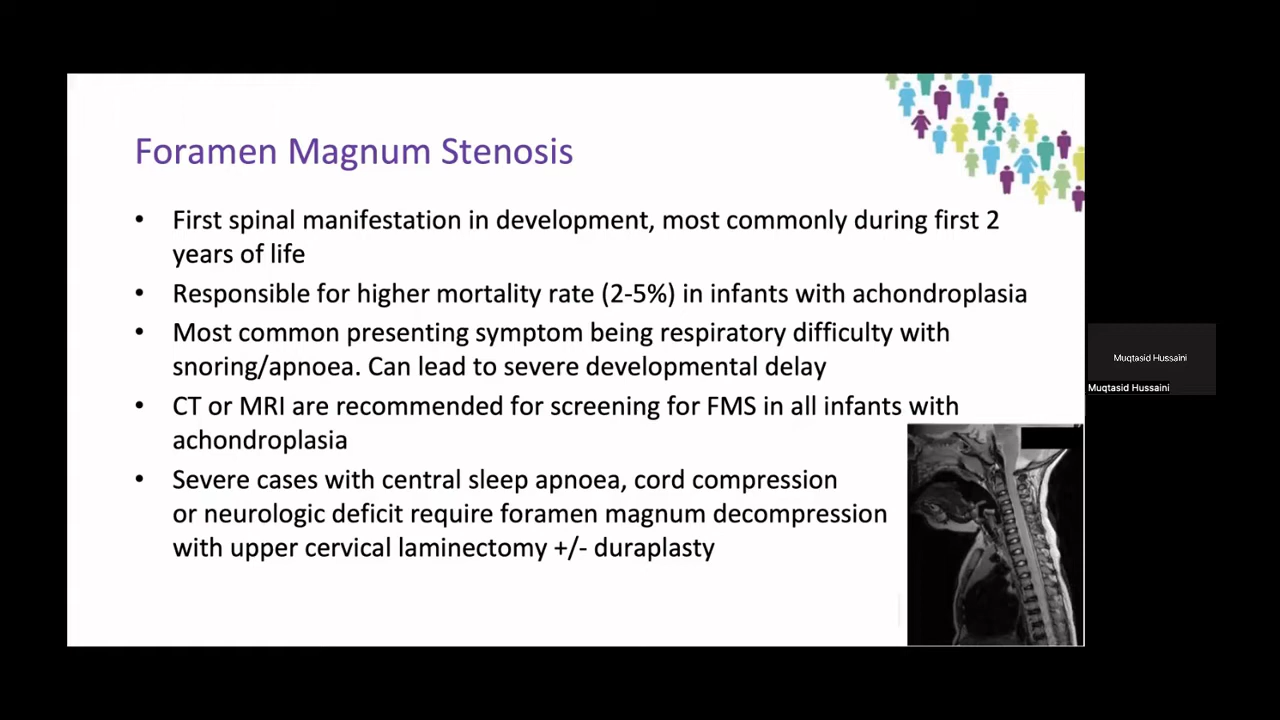 Foramen Magnum Stenosis
• First spinal manifestation in development, most commonly during first 2
years of life
• Responsible for higher mortality rate (2-5%) in infants with achondroplasia
• Most common presenting symptom being respiratory difficulty with
snoring/apnoea. Can lead to severe developmental delay
• CT or MRI are recommended for screening for FMS in all infants with
achondroplasia
• Severe cases with central sleep apnoea, cord compression
or neurologic deficit require foramen magnum decompression
with upper cervical laminectomy +/- duraplasty
Muqtasid Hussaini
Muqtasid Hussaini